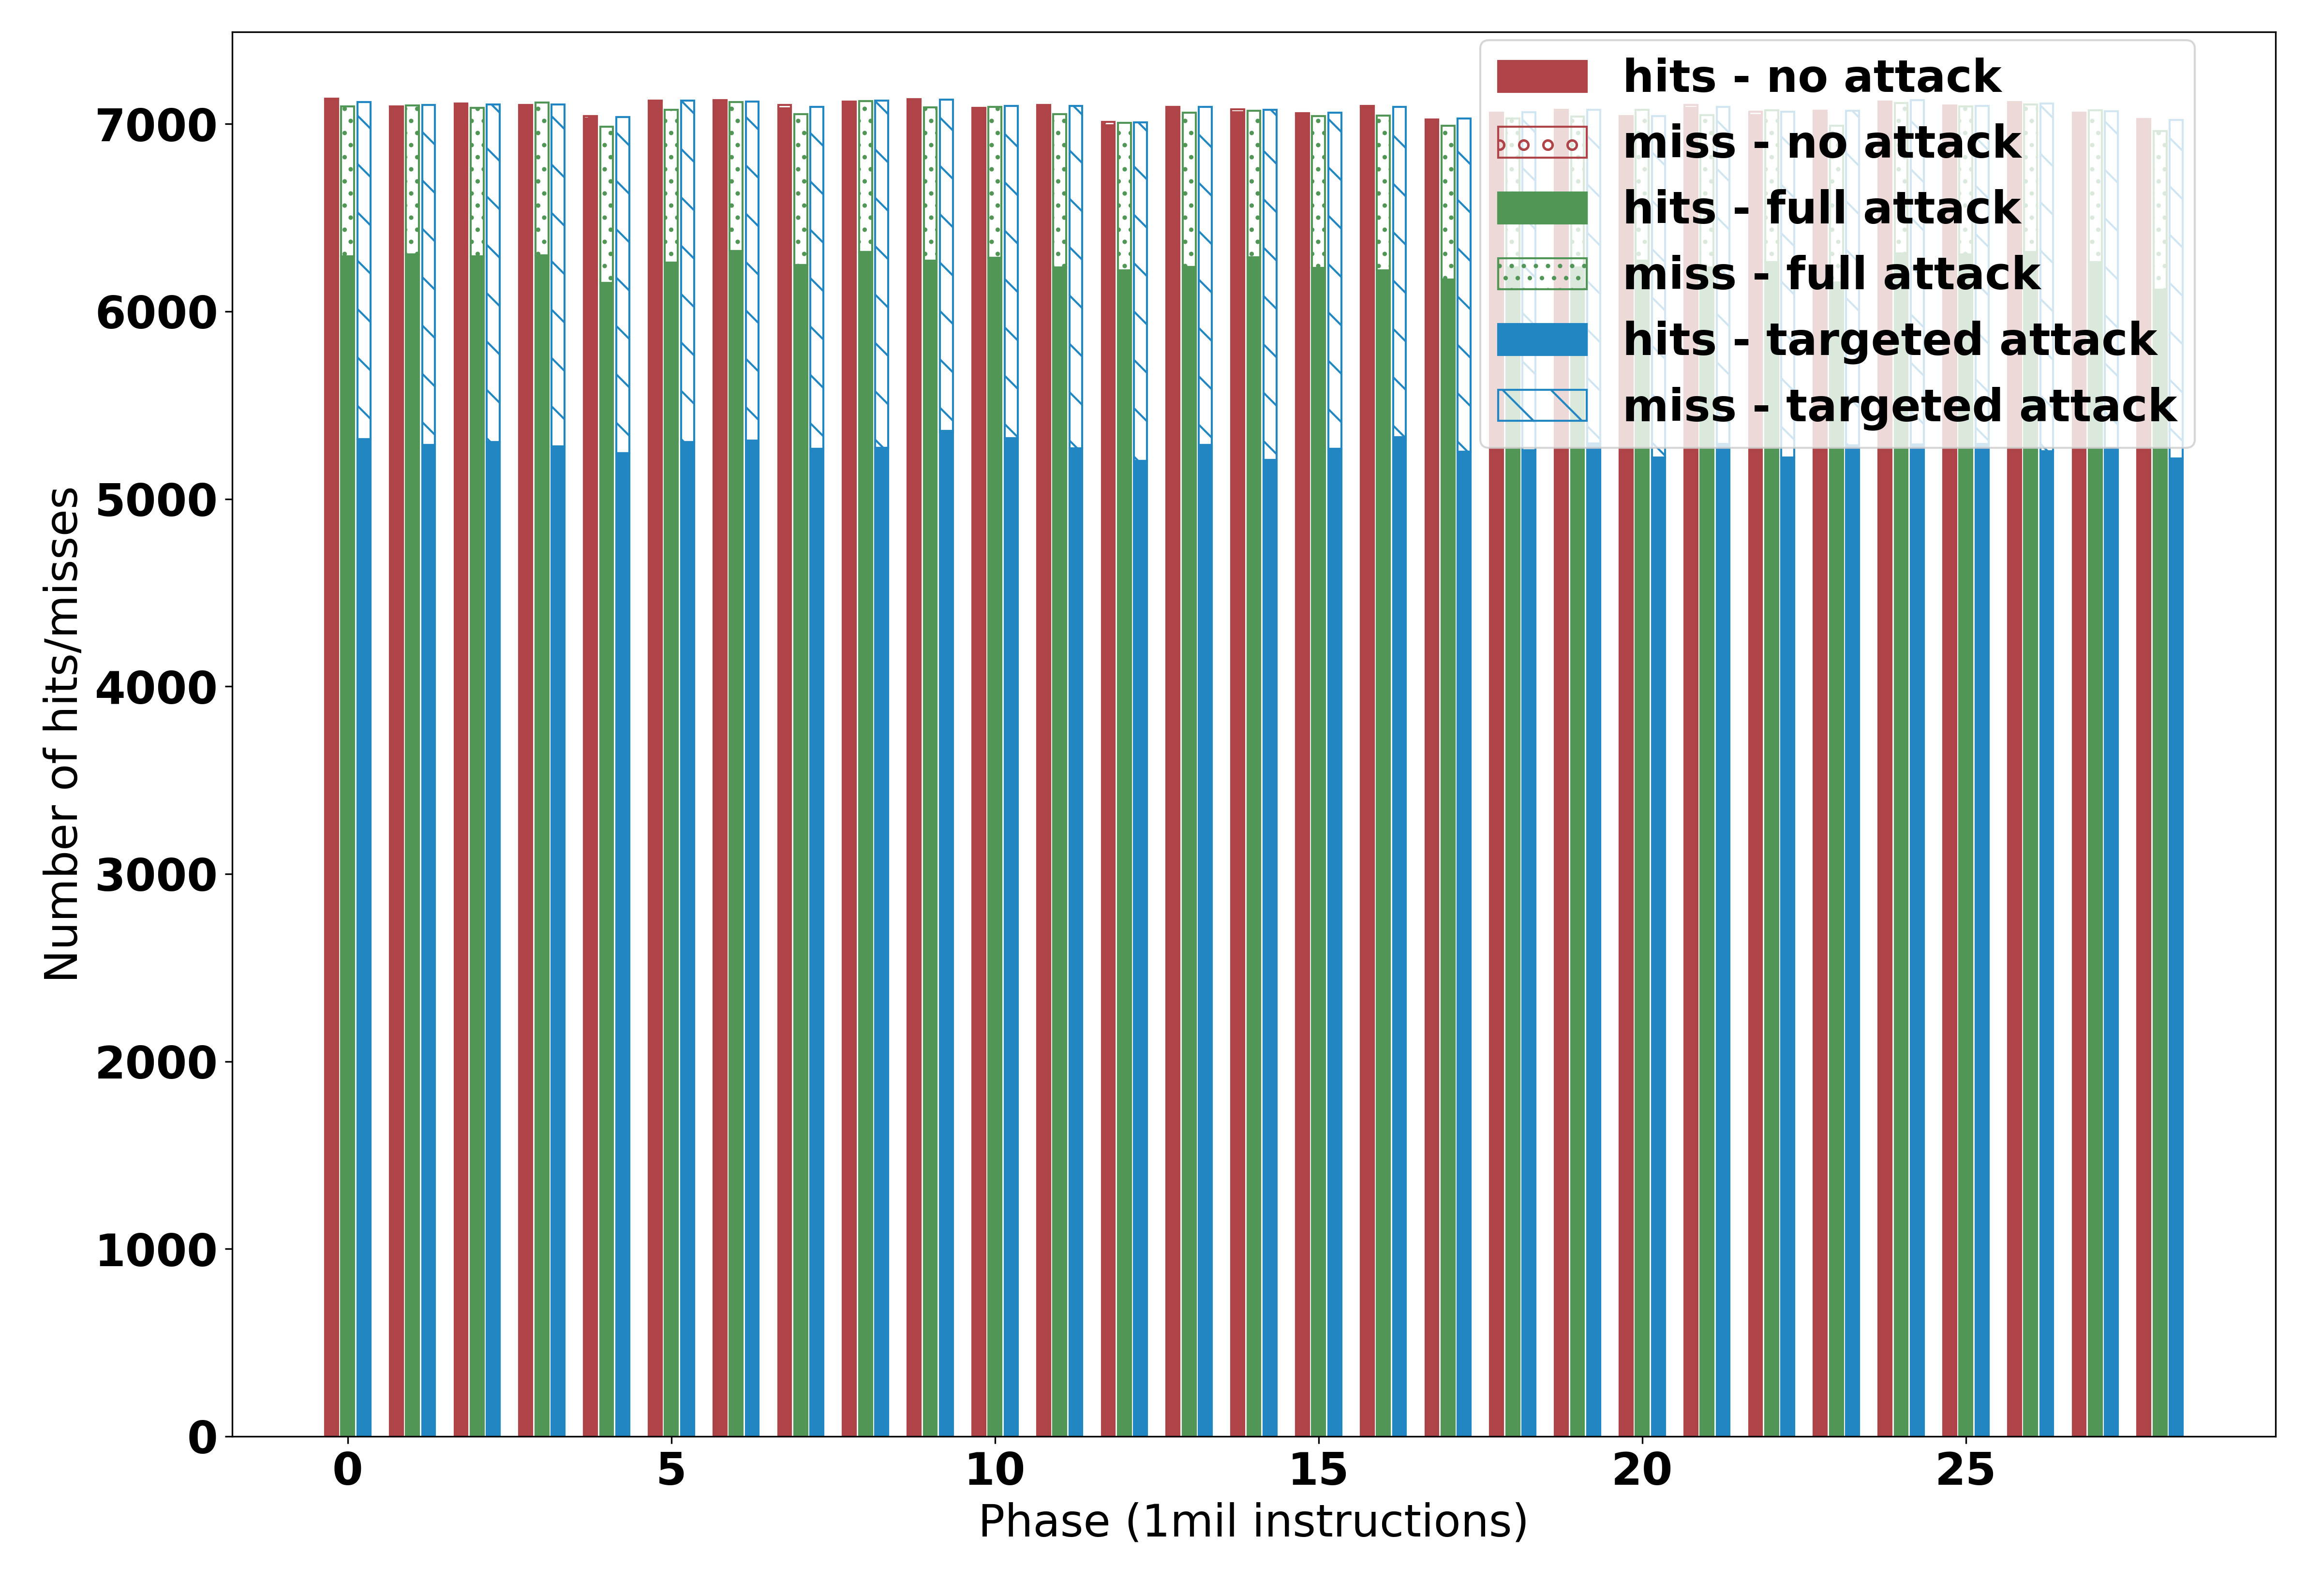 hits - no attack
miss - no attack
hits - full attack
miss - full attack
hits - targeted attack
miss - targeted attack
Number of hits/misses
7000
6000
5000
4000
3000
2000
1000
0
0 5 10 15 20 25
Phase (1mil instructions)